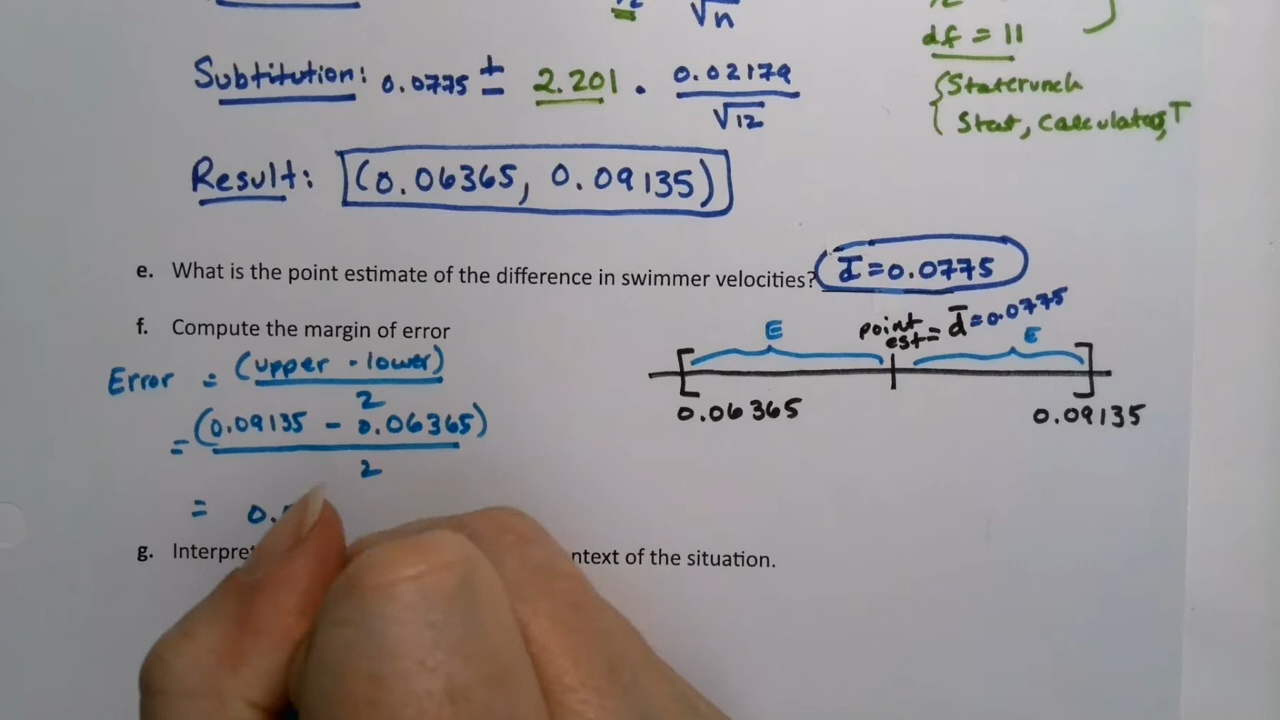 √n
df = 11
Subtitution: 0.0775 ± 2.201 · 0.02179
√12
{Statcrunch
Stat, Calculators, T
Result: (0.06365, 0.09135)
e. What is the point estimate of the difference in swimmer velocities? d̄ = 0.0775
f. Compute the margin of error
point est = d̄ = 0.0775
E
E
0.06365
0.09135
Error = (upper - lower)
2
= (0.09135 - 0.06365)
2
= 0.
g. ntext of the situation.